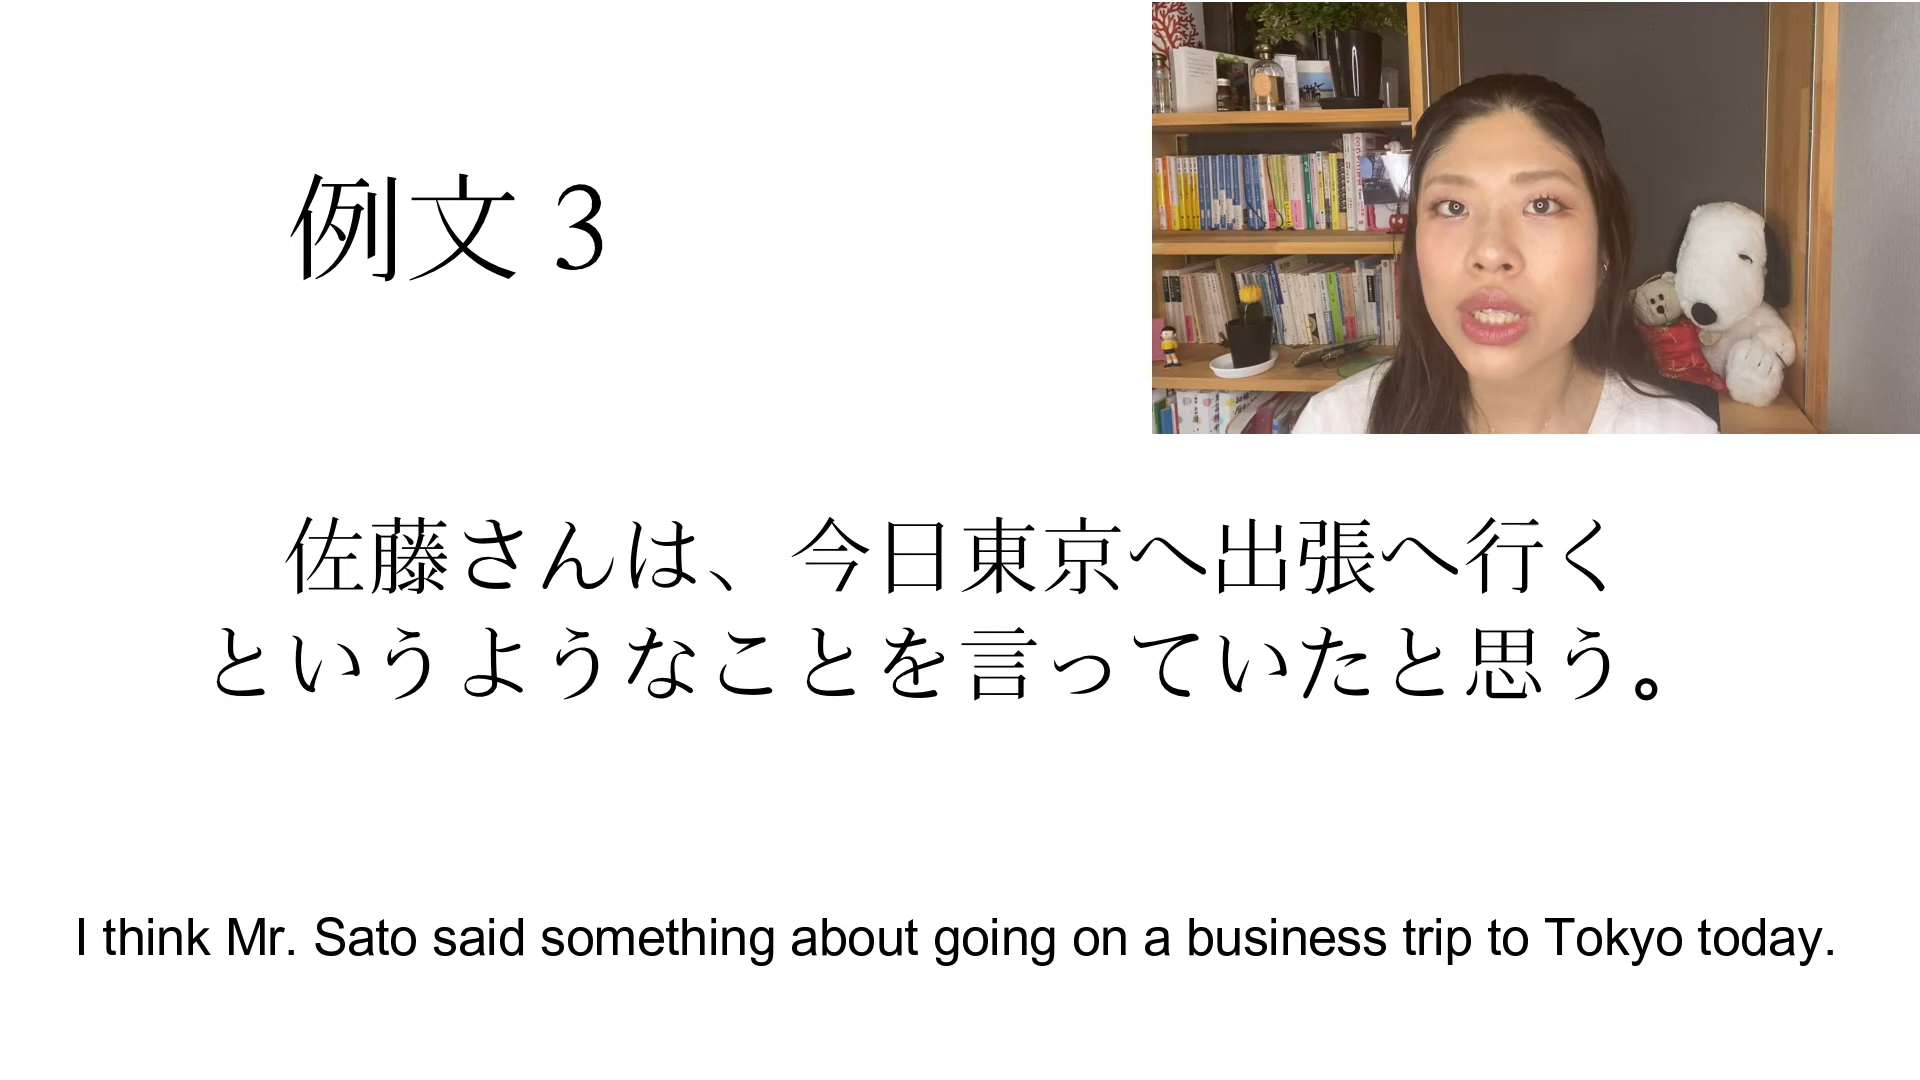 例文 3
佐藤さんは、今日東京へ出張へ行く
というようなことを言っていたと思う。
I think Mr. Sato said something about going on a business trip to Tokyo today.